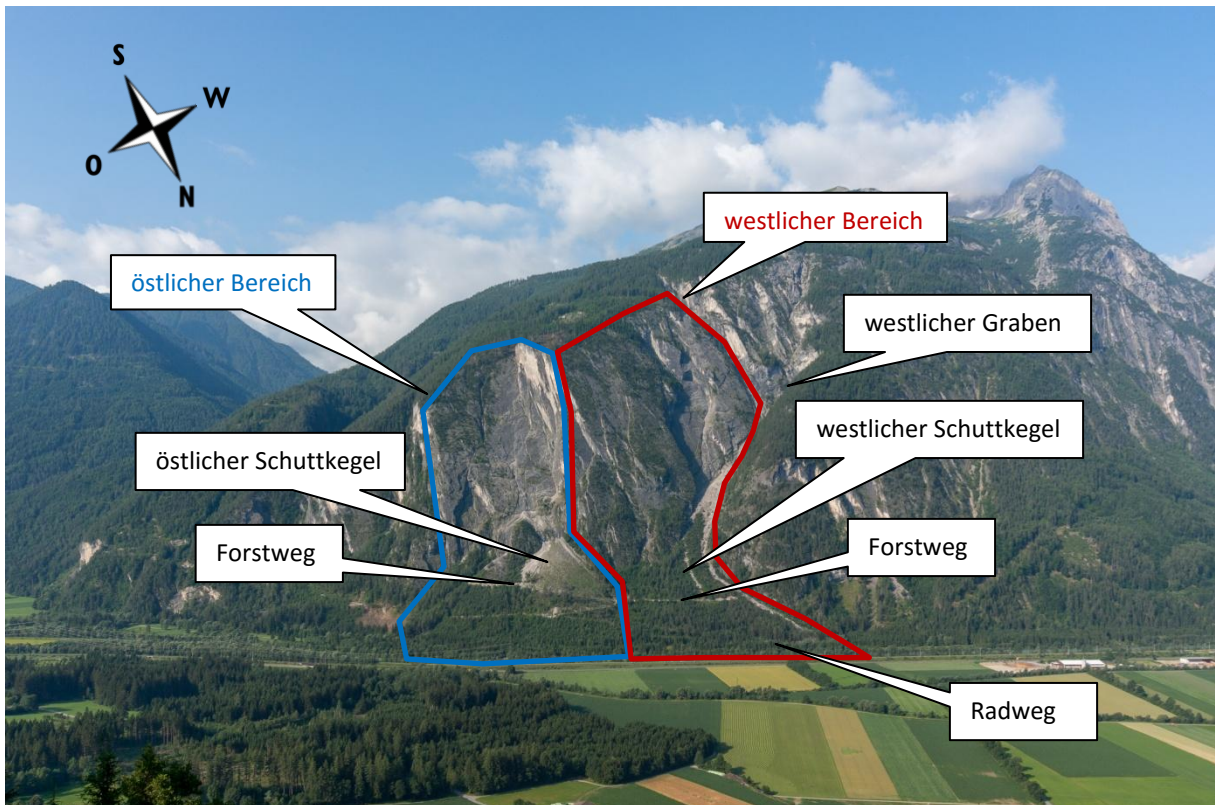 S
W
O
N
westlicher Bereich
östlicher Bereich
westlicher Graben
westlicher Schuttkegel
östlicher Schuttkegel
Forstweg
Forstweg
Radweg